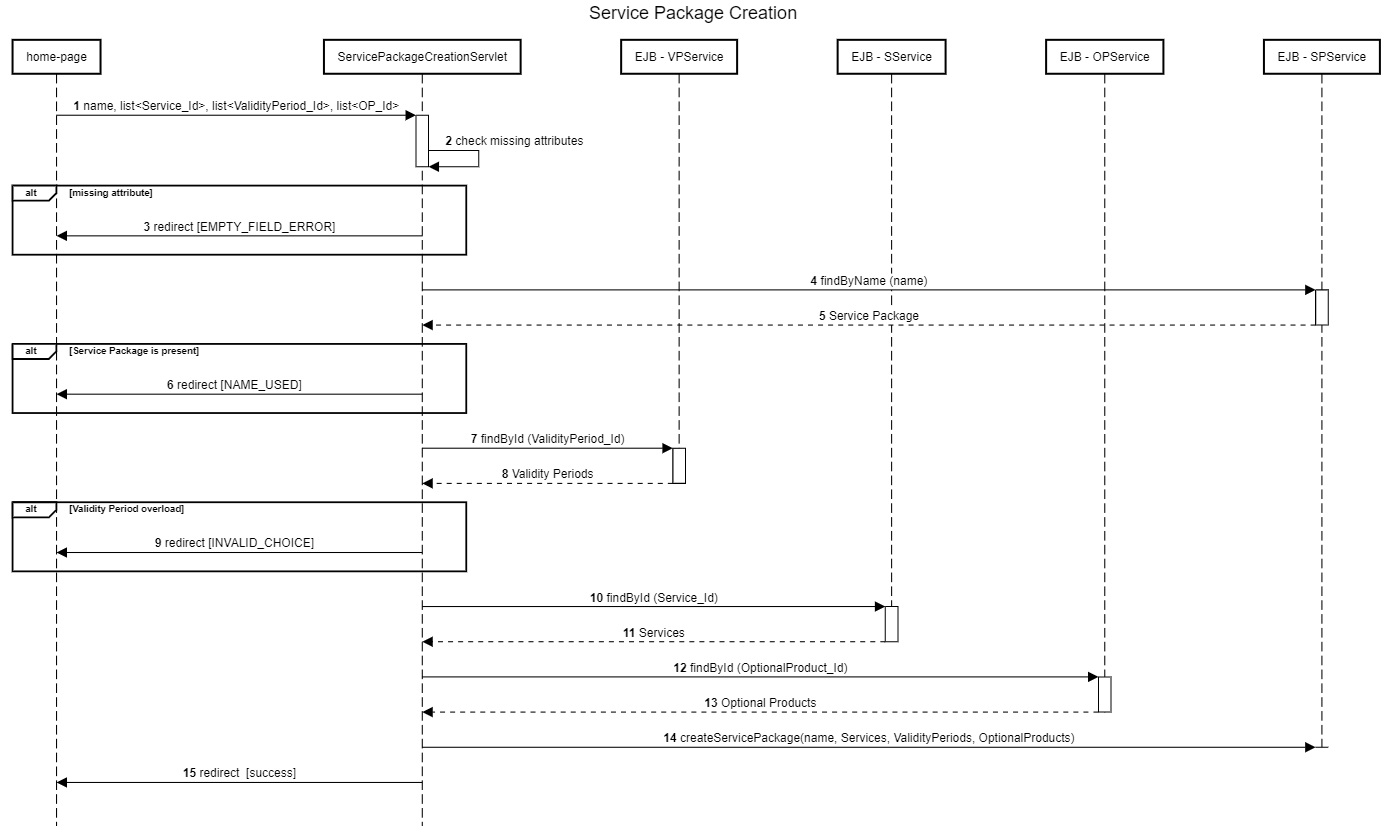 Service Package Creation
home-page
ServicePackageCreationServlet
EJB - VPService
EJB - SService
EJB - OPService
EJB - SPService
1 name, list<Service_Id>, list<ValidityPeriod_Id>, list<OP_Id>
2 check missing attributes
alt [missing attribute]
3 redirect [EMPTY_FIELD_ERROR]
4 findByName (name)
5 Service Package
alt [Service Package is present]
6 redirect [NAME_USED]
7 findById (ValidityPeriod_Id)
8 Validity Periods
alt [Validity Period overload]
9 redirect [INVALID_CHOICE]
10 findById (Service_Id)
11 Services
12 findById (OptionalProduct_Id)
13 Optional Products
14 createServicePackage(name, Services, ValidityPeriods, OptionalProducts)
15 redirect [success]